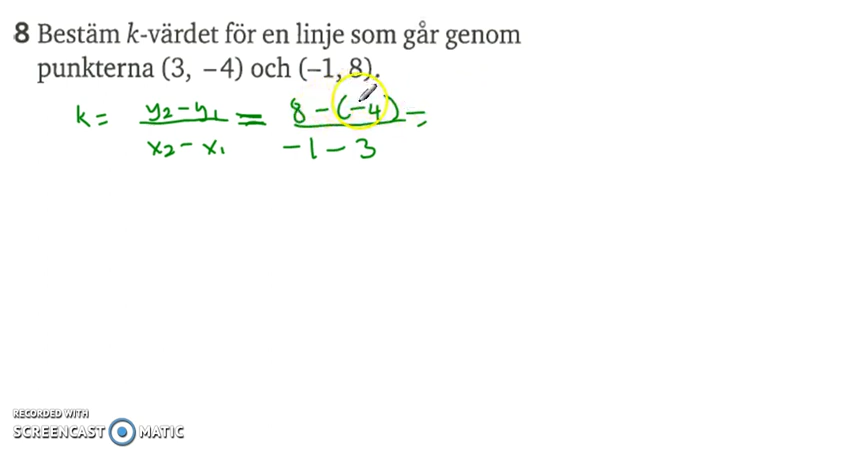 8 Bestäm k-värdet för en linje som går genom
punkterna (3, −4) och (−1, 8).
k = y₂ − y₁ / x₂ − x₁ = 8 − (−4) / −1 − 3 =
RECORDED WITH
SCREENCAST MATIC